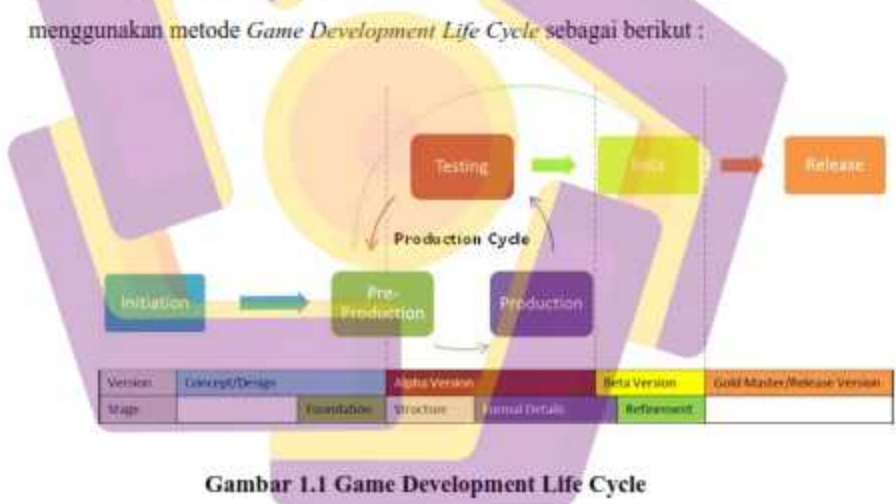 menggunakan metode Game Development Life Cycle sebagai berikut :
Testing
Beta
Release
Production Cycle
Initiation
Pre-
Production
Production
Version Concept/Design Alpha Version Beta Version Gold Master/Release Version
Stage Foundation Structure Formal Details Refinement
Gambar 1.1 Game Development Life Cycle